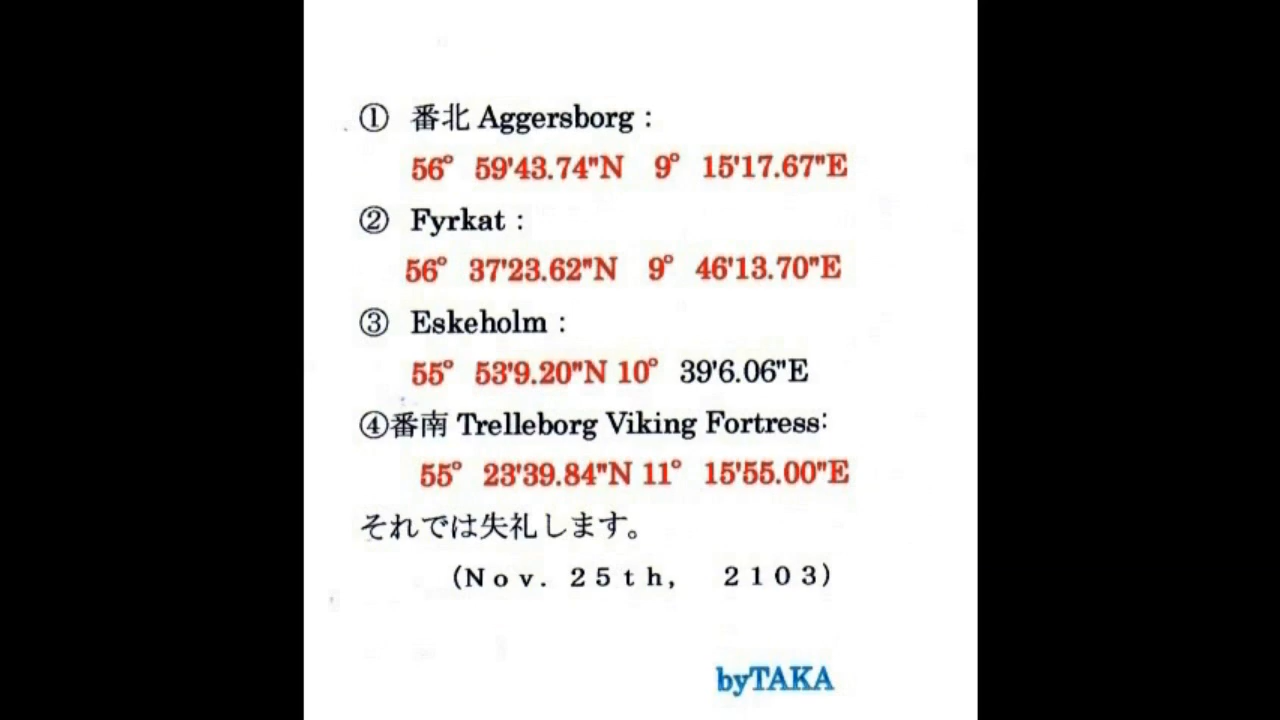 ① 番北 Aggersborg :
56° 59'43.74"N 9° 15'17.67"E
② Fyrkat :
56° 37'23.62"N 9° 46'13.70"E
③ Eskeholm :
55° 53'9.20"N 10° 39'6.06"E
④番南 Trelleborg Viking Fortress:
55° 23'39.84"N 11° 15'55.00"E
それでは失礼します。
(Nov. 25th, 2103)
byTAKA